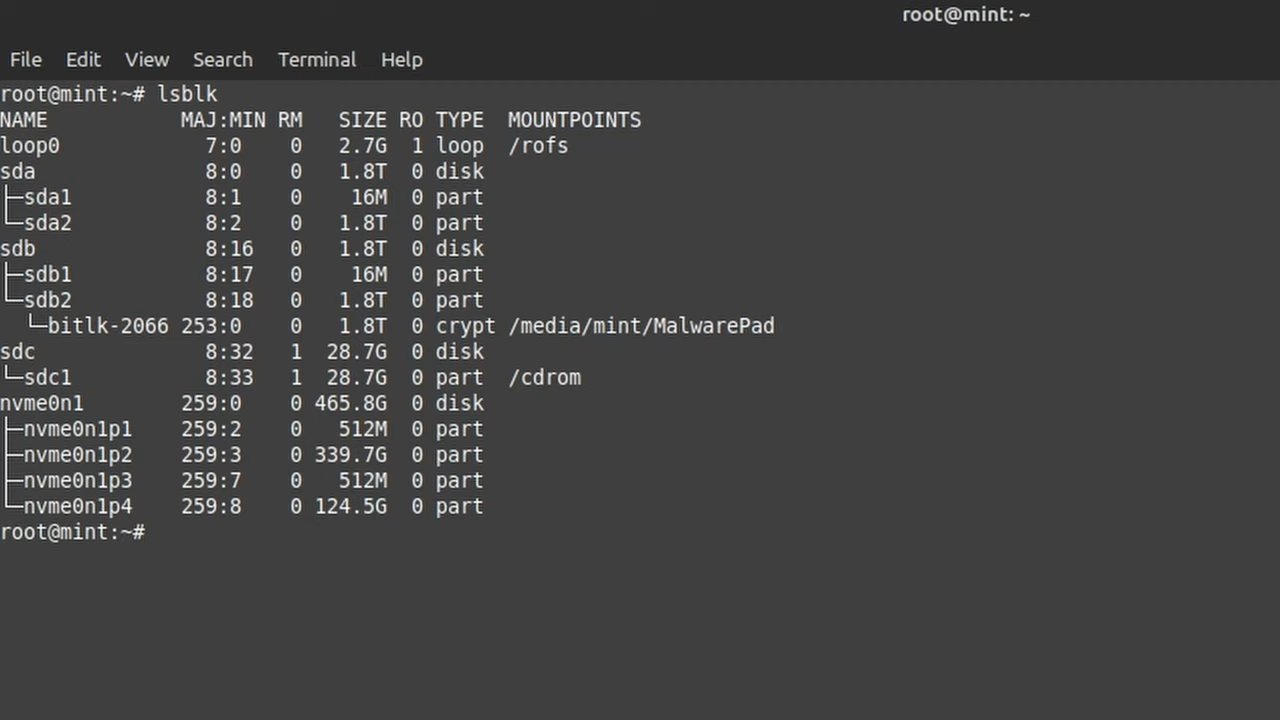 root@mint: ~
File Edit View Search Terminal Help
root@mint:~# lsblk
NAME MAJ:MIN RM SIZE RO TYPE MOUNTPOINTS
loop0 7:0 0 2.7G 1 loop /rofs
sda 8:0 0 1.8T 0 disk
├─sda1 8:1 0 16M 0 part
└─sda2 8:2 0 1.8T 0 part
sdb 8:16 0 1.8T 0 disk
├─sdb1 8:17 0 16M 0 part
└─sdb2 8:18 0 1.8T 0 part
└─bitlk-2066 253:0 0 1.8T 0 crypt /media/mint/MalwarePad
sdc 8:32 1 28.7G 0 disk
└─sdc1 8:33 1 28.7G 0 part /cdrom
nvme0n1 259:0 0 465.8G 0 disk
├─nvme0n1p1 259:2 0 512M 0 part
├─nvme0n1p2 259:3 0 339.7G 0 part
├─nvme0n1p3 259:7 0 512M 0 part
└─nvme0n1p4 259:8 0 124.5G 0 part
root@mint:~#